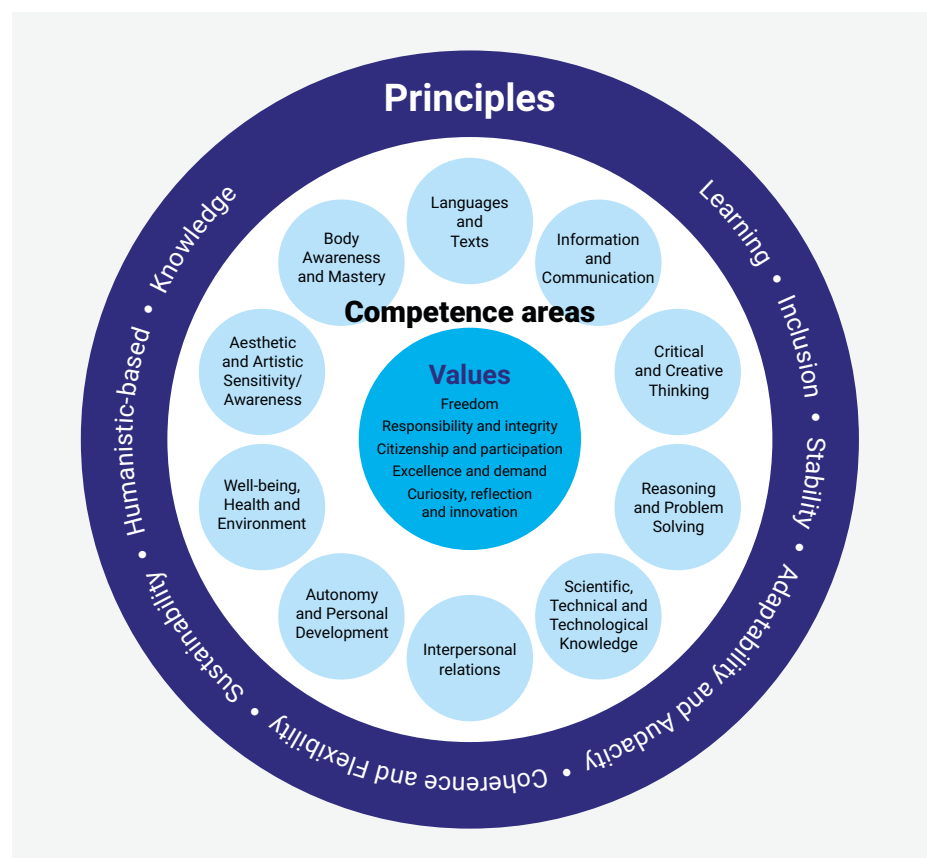 Principles
Learning • Inclusion • Stability • Adaptability and Audacity • Coherence and Flexibility • Sustainability • Humanistic-based • Knowledge
Languages
and
Texts
Information
and
Communication
Critical
and Creative
Thinking
Reasoning
and Problem
Solving
Scientific,
Technical and
Technological
Knowledge
Interpersonal
relations
Autonomy
and Personal
Development
Well-being,
Health and
Environment
Aesthetic
and Artistic
Sensitivity/
Awareness
Body
Awareness
and Mastery
Competence areas
Values
Freedom
Responsibility and integrity
Citizenship and participation
Excellence and demand
Curiosity, reflection
and innovation